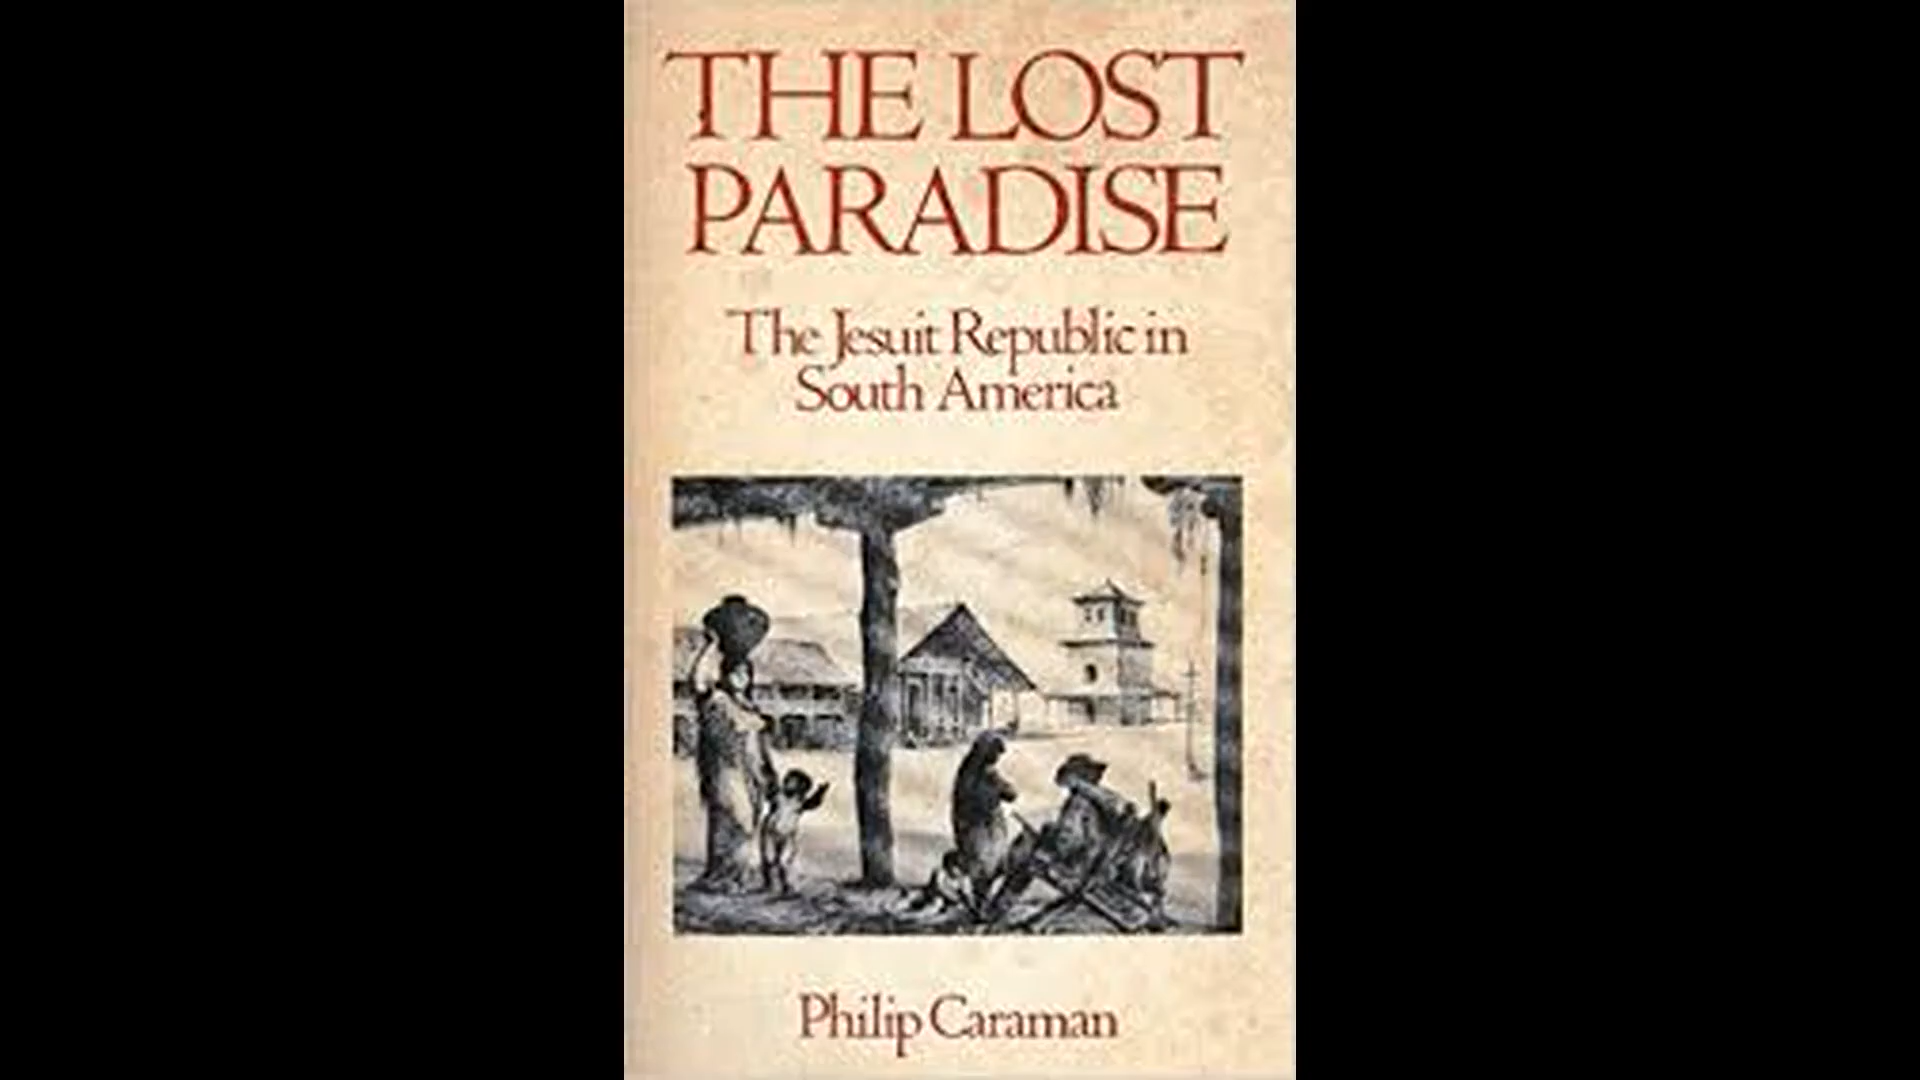 THE LOST
PARADISE
The Jesuit Republic in
South America
Philip Caraman